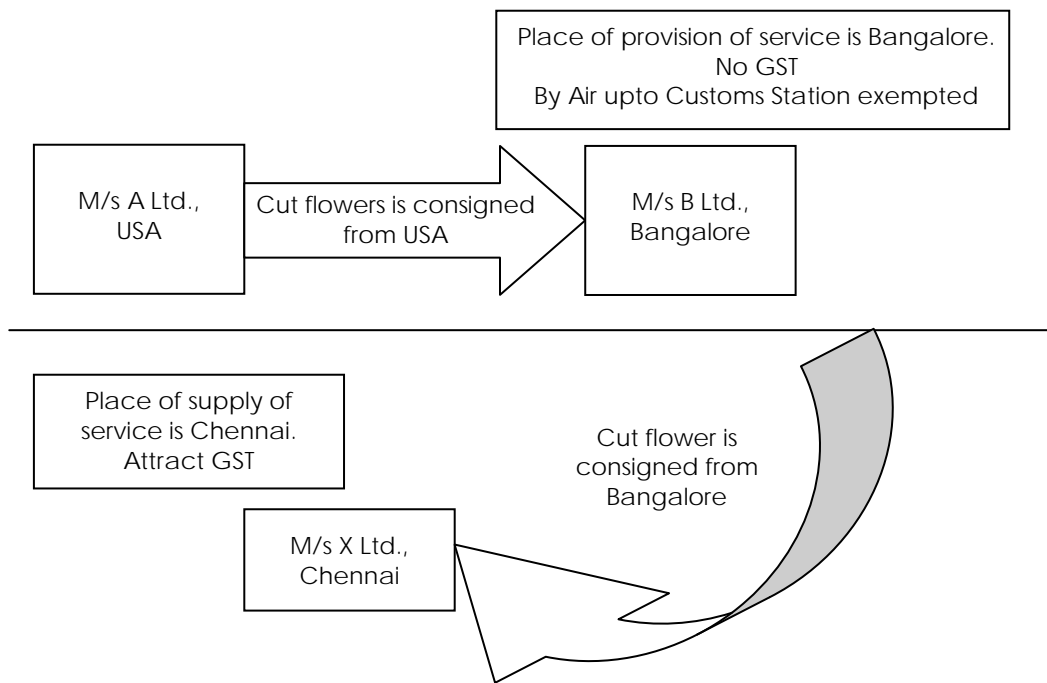 Place of provision of service is Bangalore.
No GST
By Air upto Customs Station exempted
M/s A Ltd.,
USA
Cut flowers is consigned
from USA
M/s B Ltd.,
Bangalore
Place of supply of
service is Chennai.
Attract GST
Cut flower is
consigned from
Bangalore
M/s X Ltd.,
Chennai